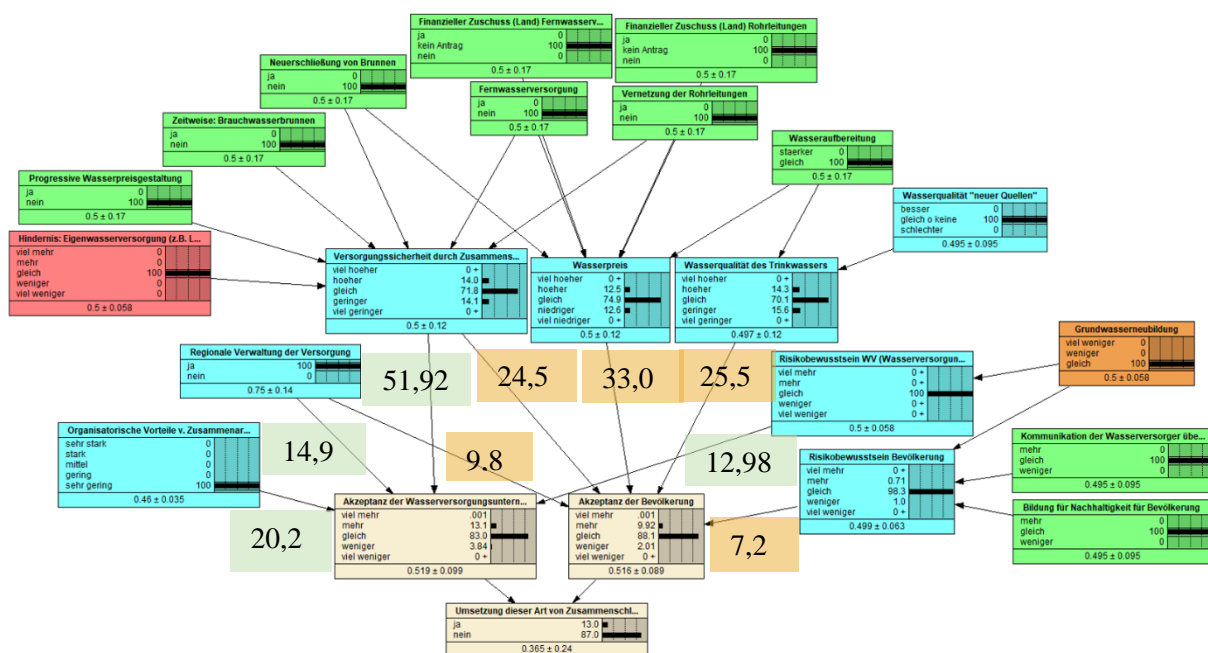 Finanzieller Zuschuss (Land) Fernwasserv...
ja 0
kein Antrag 100
nein 0
0.5 ± 0.17
Finanzieller Zuschuss (Land) Rohrleitungen
ja 0
kein Antrag 100
nein 0
0.5 ± 0.17
Neuerschließung von Brunnen
ja 0
nein 100
0.5 ± 0.17
Fernwasserversorgung
ja 0
nein 100
0.5 ± 0.17
Vernetzung der Rohrleitungen
ja 0
nein 100
0.5 ± 0.17
Zeitweise: Brauchwasserbrunnen
ja 0
nein 100
0.5 ± 0.17
Wasseraufbereitung
staerker 0
gleich 100
0.5 ± 0.17
Progressive Wasserpreisgestaltung
ja 0
nein 100
0.5 ± 0.17
Wasserqualität "neuer Quellen"
besser 0
gleich o keine 100
schlechter 0
0.495 ± 0.095
Hindernis: Eigenwasserversorgung (z.B. L...
viel mehr 0
mehr 0
gleich 100
weniger 0
viel weniger 0
0.5 ± 0.058
Versorgungssicherheit durch Zusammens...
viel hoeher 0 +
hoeher 14.0
gleich 71.8
geringer 14.1
viel geringer 0 +
0.5 ± 0.12
Wasserpreis
viel hoeher 0 +
hoeher 12.5
gleich 74.9
niedriger 12.6
viel niedriger 0 +
0.5 ± 0.12
Wasserqualität des Trinkwassers
viel hoeher 0 +
hoeher 14.3
gleich 70.1
geringer 15.6
viel geringer 0 +
0.497 ± 0.12
Grundwasserneubildung
viel weniger 0
weniger 0
gleich 100
0.5 ± 0.058
Regionale Verwaltung der Versorgung
ja 100
nein 0
0.75 ± 0.14
51,92
24,5
33,0
25,5
Risikobewusstsein WV (Wasserversorgun...
viel mehr 0 +
mehr 0 +
gleich 100
weniger 0 +
viel weniger 0 +
0.5 ± 0.058
Organisatorische Vorteile v. Zusammenar...
sehr stark 0
stark 0
mittel 0
gering 0
sehr gering 100
0.46 ± 0.035
14,9
9,8
12,98
Risikobewusstsein Bevölkerung
viel mehr 0 +
mehr 0.71
gleich 98.3
weniger 1.0
viel weniger 0 +
0.499 ± 0.063
Kommunikation der Wasserversorger übe...
mehr 0
gleich 100
weniger 0
0.495 ± 0.095
20,2
Akzeptanz der Wasserversorgungsuntern...
viel mehr .001
mehr 13.1
gleich 83.0
weniger 3.84
viel weniger 0 +
0.519 ± 0.099
Akzeptanz der Bevölkerung
viel mehr .001
mehr 9.92
gleich 88.1
weniger 2.01
viel weniger 0 +
0.516 ± 0.089
7,2
Bildung für Nachhaltigkeit für Bevölkerung
mehr 0
gleich 100
weniger 0
0.495 ± 0.095
Umsetzung dieser Art von Zusammenschl...
ja 13.0
nein 87.0
0.365 ± 0.24